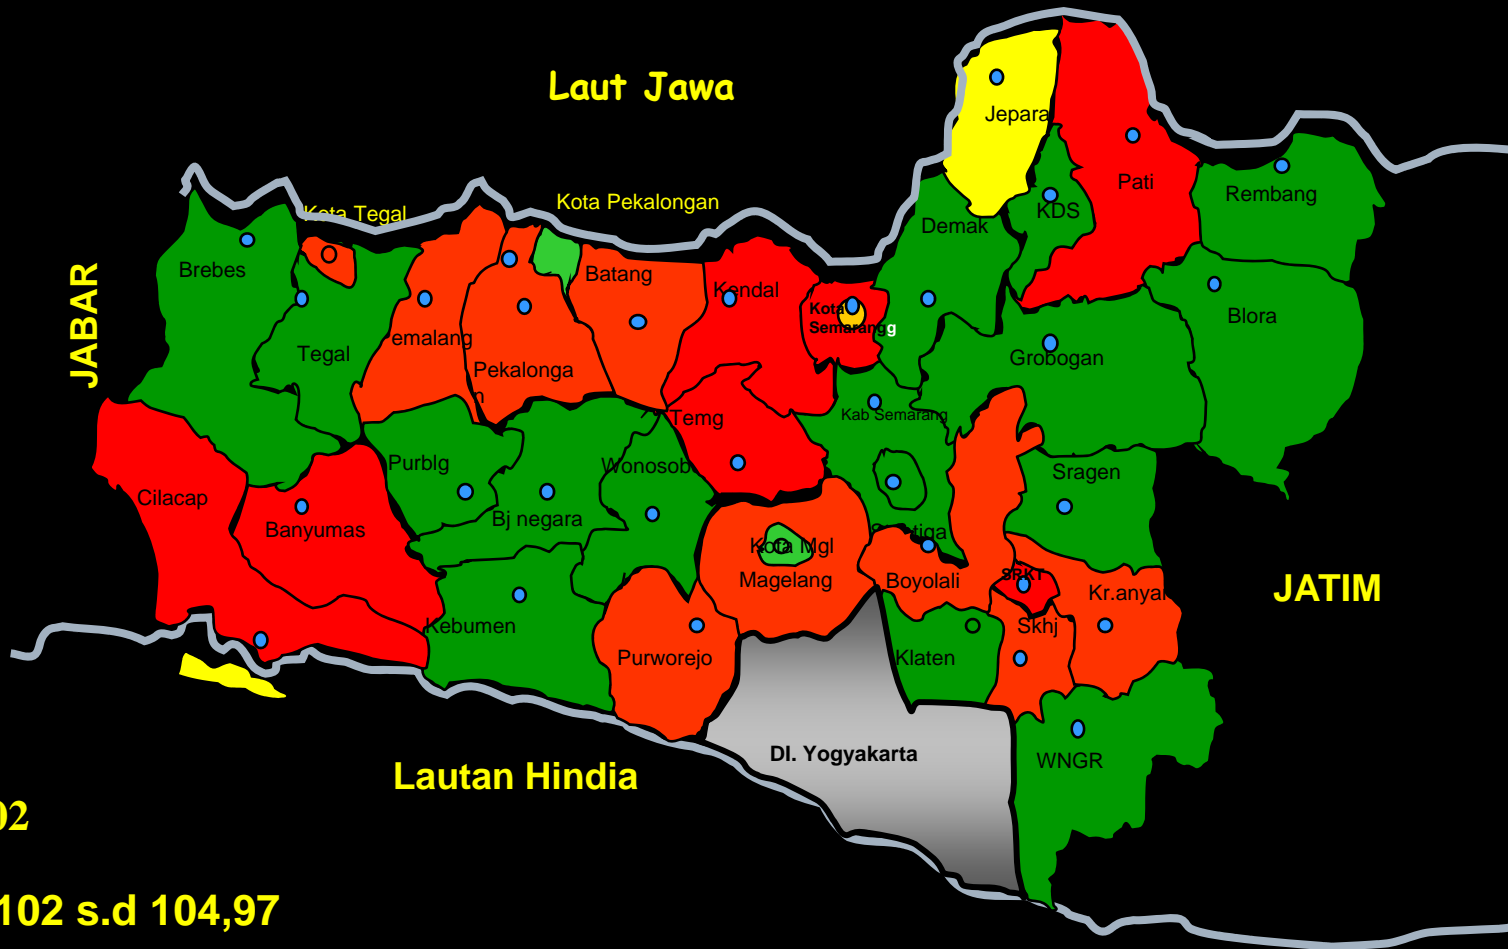 Laut Jawa
Jepara
Pati
Rembang
KDS
Kota Tegal
Kota Pekalongan
Demak
Brebes
Batang
Kendal
Kota
Semarangg
Blora
JABAR
Tegal
emalang
Pekalonga
n
Grobogan
Temg
Kab Semarang
Purblg
Wonosob
Sragen
Cilacap
Banyumas
Bj negara
Kota Mgl
Magelang
Boyolali
SRKT
Kr.anyar
JATIM
Kebumen
Purworejo
Klaten
Skhj
DI. Yogyakarta
WNGR
Lautan Hindia
02
102 s.d 104,97